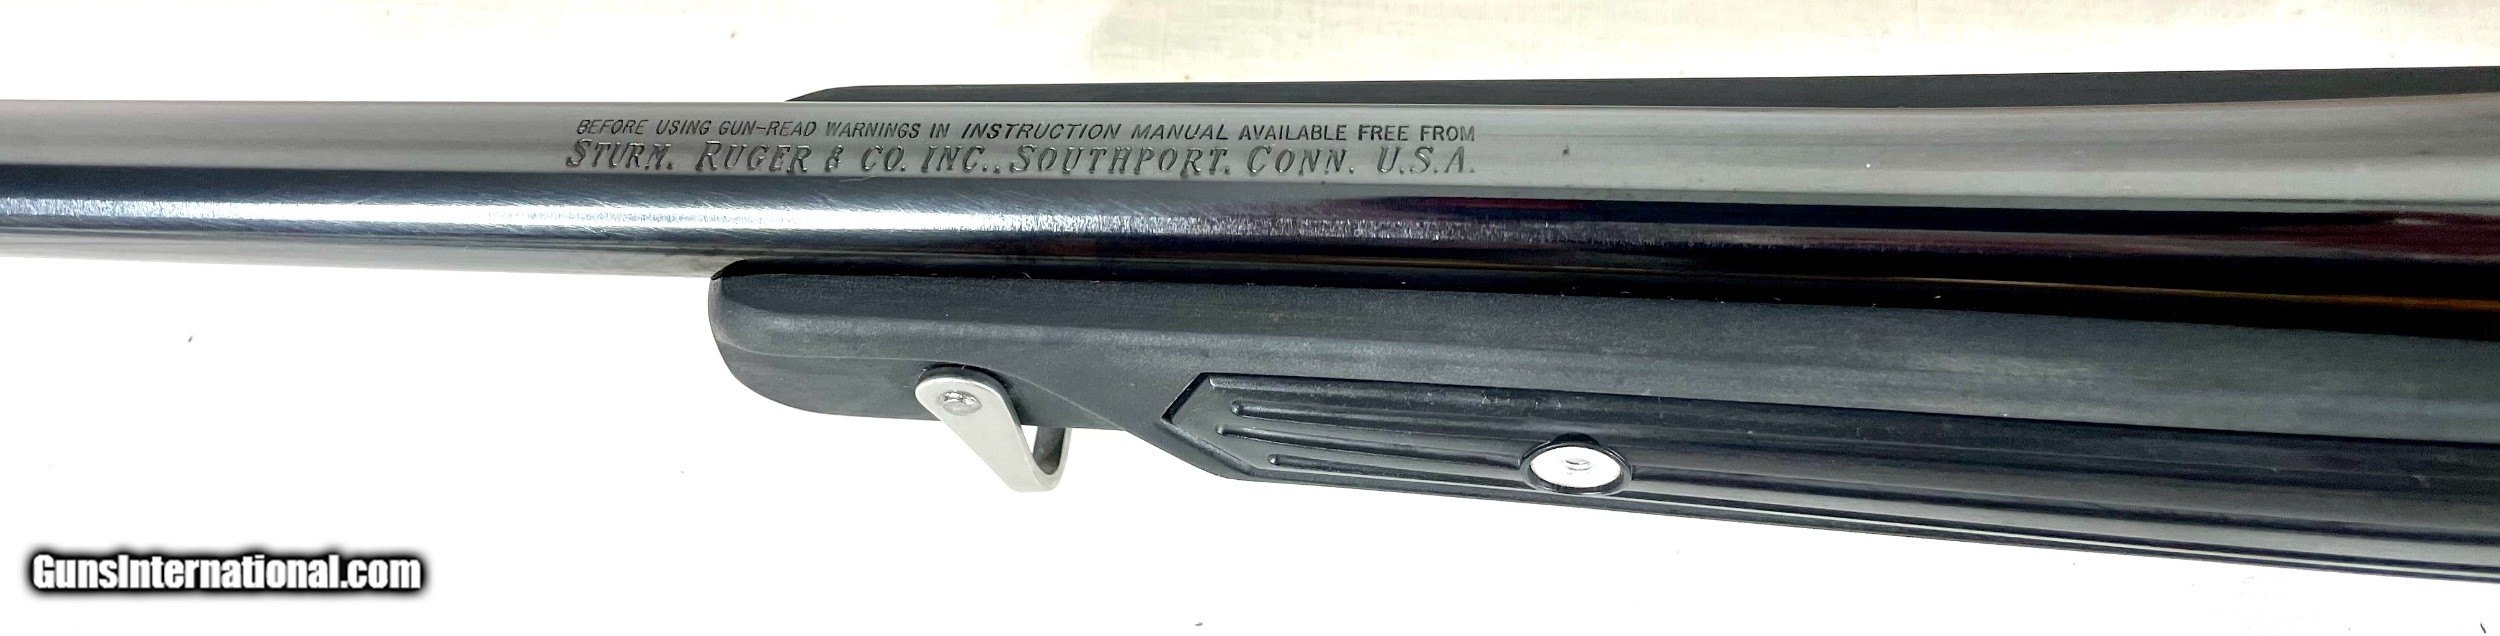 BEFORE USING GUN-READ WARNINGS IN INSTRUCTION MANUAL AVAILABLE FREE FROM
STURM, RUGER & CO. INC., SOUTHPORT, CONN. U.S.A.
GunsInternational.com